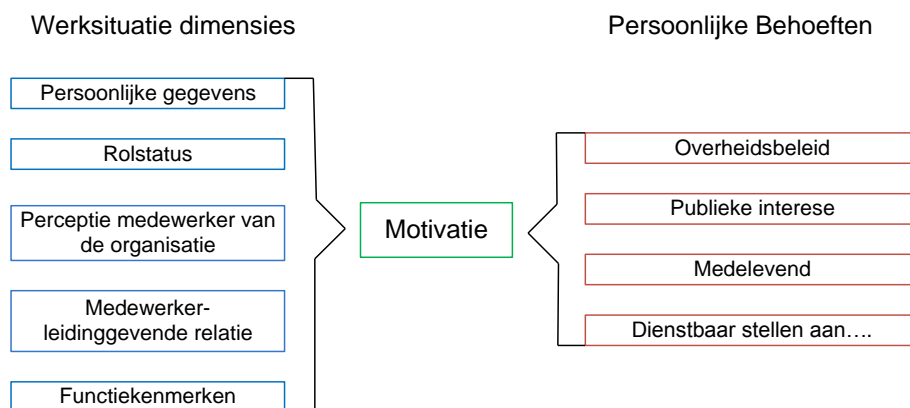 Werksituatie dimensies
Persoonlijke Behoeften
Persoonlijke gegevens
Rolstatus
Perceptie medewerker van
de organisatie
Medewerker-
leidinggevende relatie
Functiekenmerken
Motivatie
Overheidsbeleid
Publieke interese
Medelevend
Dienstbaar stellen aan….